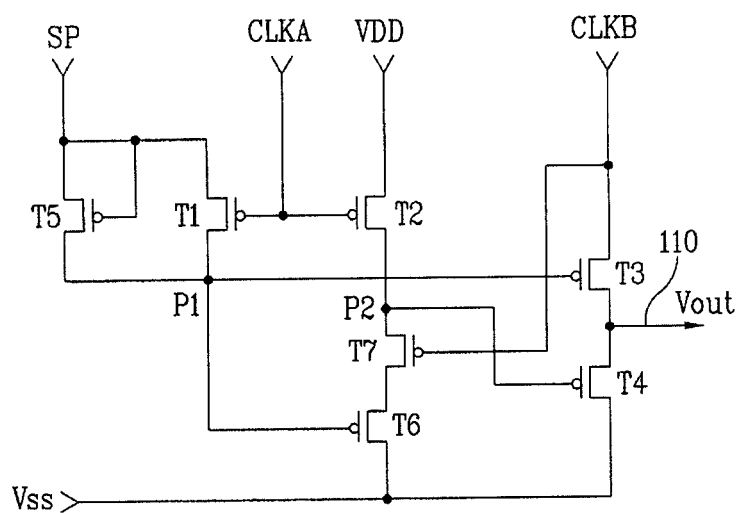 SP CLKA VDD CLKB
T5 T1 T2
T3
110
Vout
P1 P2
T7
T4
T6
Vss